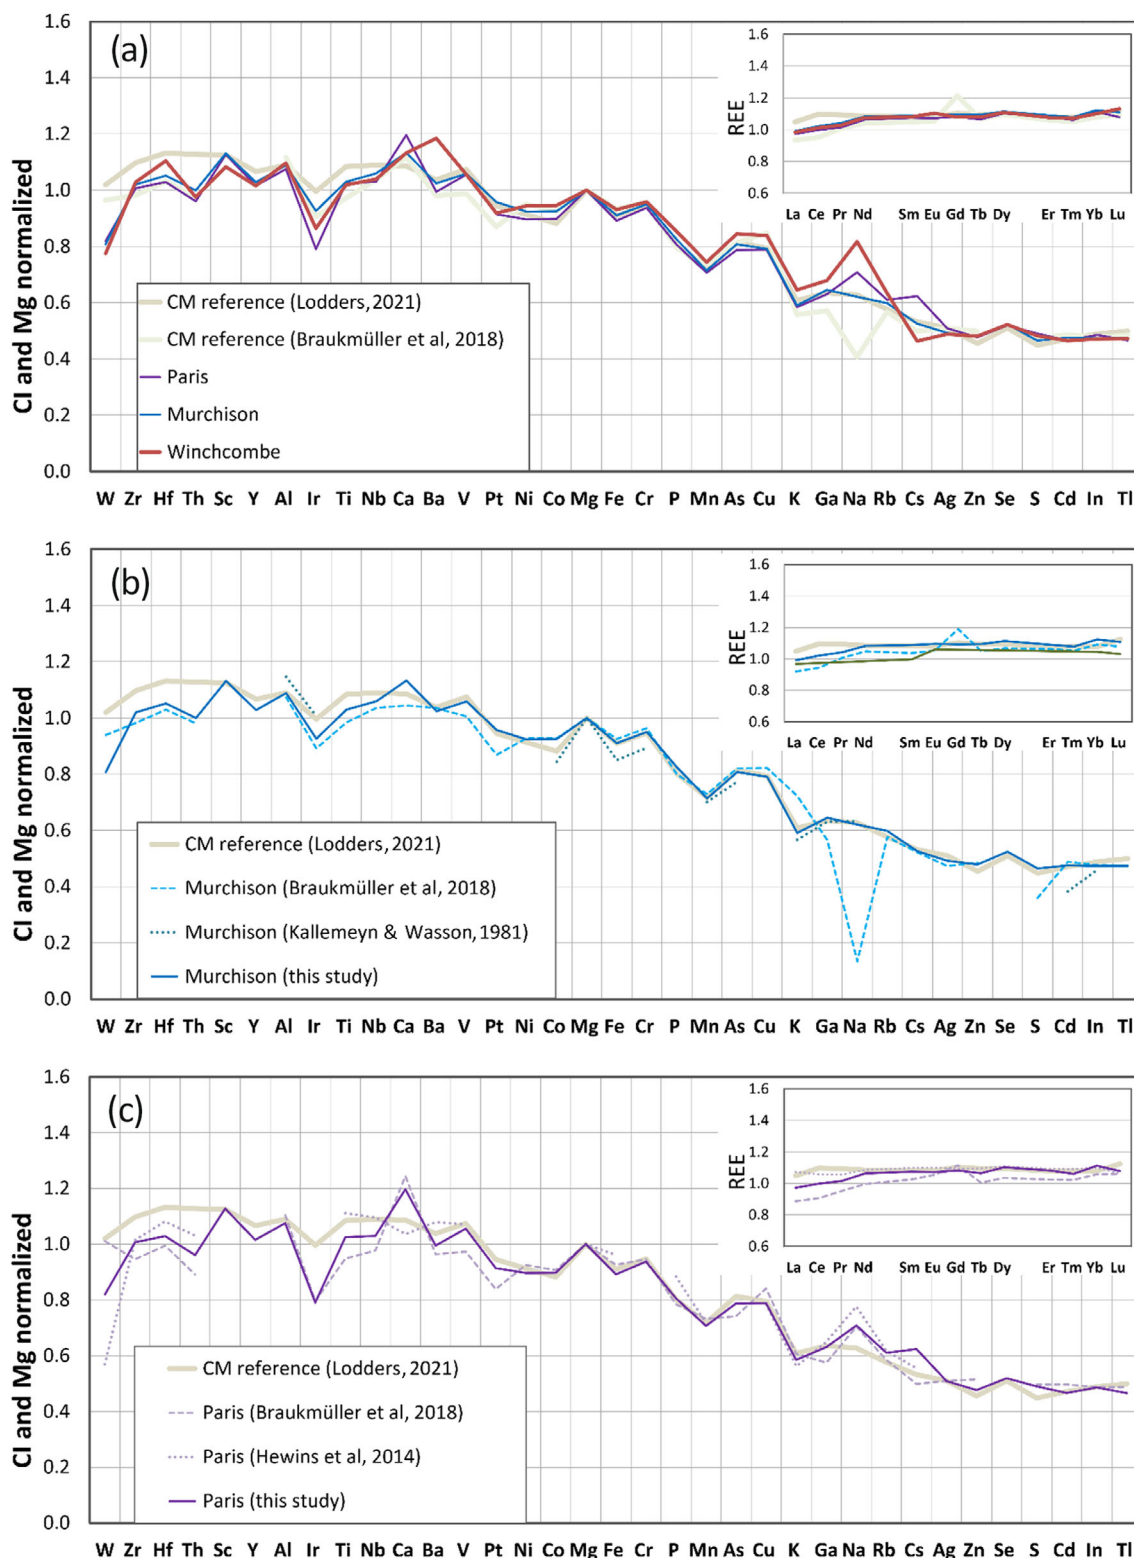 (a)
CI and Mg normalized
1.6
1.4
1.2
1.0
0.8
0.6
0.4
0.2
0.0
CM reference (Lodders, 2021)
CM reference (Braukmüller et al, 2018)
Paris
Murchison
Winchcombe
REE
1.6
1.4
1.2
1.0
0.8
0.6
La Ce Pr Nd Sm Eu Gd Tb Dy Er Tm Yb Lu
W Zr Hf Th Sc Y Al Ir Ti Nb Ca Ba V Pt Ni Co Mg Fe Cr P Mn As Cu K Ga Na Rb Cs Ag Zn Se S Cd In Tl
(b)
CI and Mg normalized
1.6
1.4
1.2
1.0
0.8
0.6
0.4
0.2
0.0
CM reference (Lodders, 2021)
Murchison (Braukmüller et al, 2018)
Murchison (Kallemeyn & Wasson, 1981)
Murchison (this study)
REE
1.6
1.4
1.2
1.0
0.8
0.6
La Ce Pr Nd Sm Eu Gd Tb Dy Er Tm Yb Lu
W Zr Hf Th Sc Y Al Ir Ti Nb Ca Ba V Pt Ni Co Mg Fe Cr P Mn As Cu K Ga Na Rb Cs Ag Zn Se S Cd In Tl
(c)
CI and Mg normalized
1.6
1.4
1.2
1.0
0.8
0.6
0.4
0.2
0.0
CM reference (Lodders, 2021)
Paris (Braukmüller et al, 2018)
Paris (Hewins et al, 2014)
Paris (this study)
REE
1.6
1.4
1.2
1.0
0.8
0.6
La Ce Pr Nd Sm Eu Gd Tb Dy Er Tm Yb Lu
W Zr Hf Th Sc Y Al Ir Ti Nb Ca Ba V Pt Ni Co Mg Fe Cr P Mn As Cu K Ga Na Rb Cs Ag Zn Se S Cd In Tl